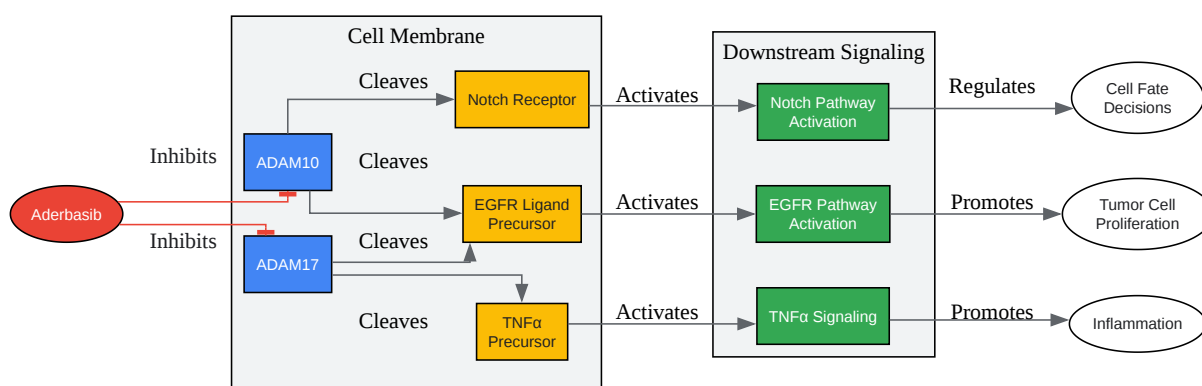 Cell Membrane
Downstream Signaling
Cleaves
Notch Receptor
Activates
Notch Pathway
Activation
Regulates
Cell Fate
Decisions
Inhibits
ADAM10
Cleaves
Aderbasib
EGFR Ligand
Precursor
Activates
EGFR Pathway
Activation
Promotes
Tumor Cell
Proliferation
Inhibits
ADAM17
Cleaves
Cleaves
TNFα
Precursor
Activates
TNFα Signaling
Promotes
Inflammation